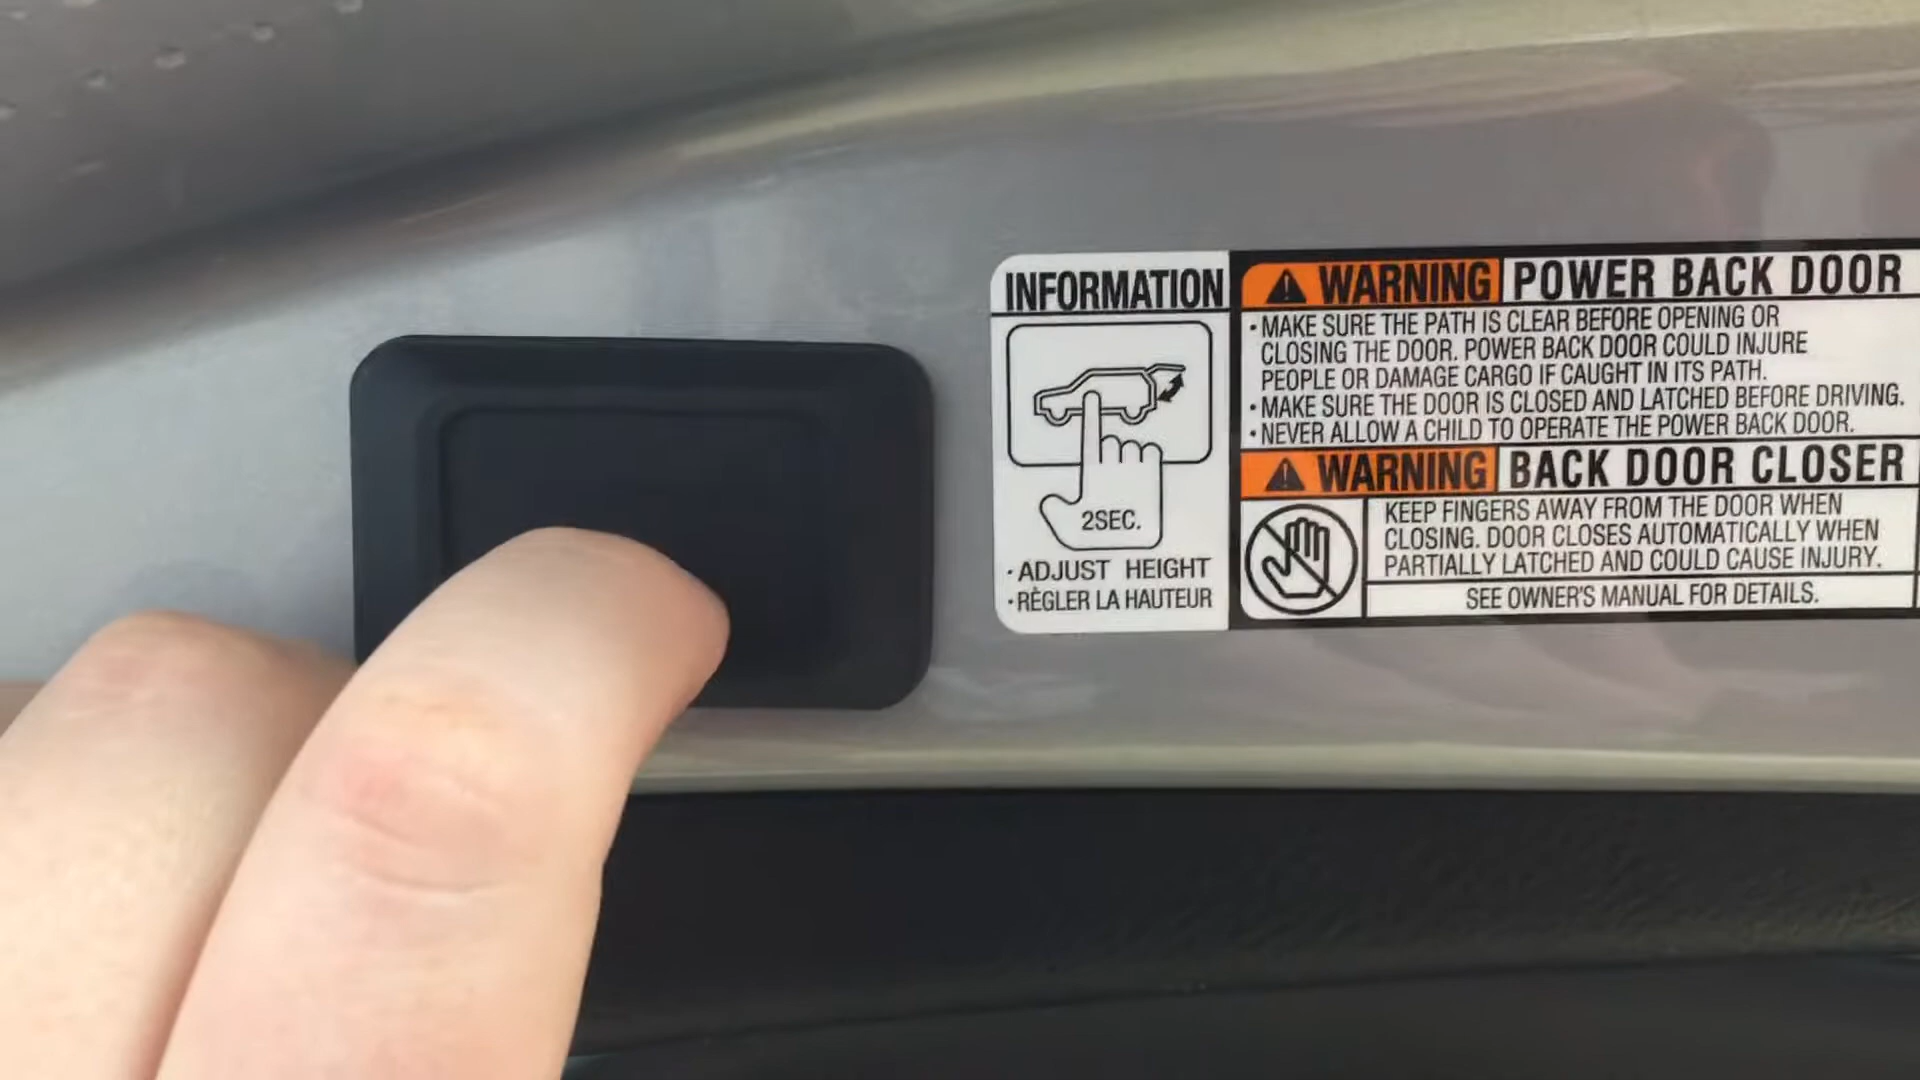 INFORMATION
2SEC.
· ADJUST HEIGHT
· RÈGLER LA HAUTEUR
WARNING POWER BACK DOOR
· MAKE SURE THE PATH IS CLEAR BEFORE OPENING OR
CLOSING THE DOOR. POWER BACK DOOR COULD INJURE
PEOPLE OR DAMAGE CARGO IF CAUGHT IN ITS PATH.
· MAKE SURE THE DOOR IS CLOSED AND LATCHED BEFORE DRIVING.
· NEVER ALLOW A CHILD TO OPERATE THE POWER BACK DOOR.
WARNING BACK DOOR CLOSER
KEEP FINGERS AWAY FROM THE DOOR WHEN
CLOSING. DOOR CLOSES AUTOMATICALLY WHEN
PARTIALLY LATCHED AND COULD CAUSE INJURY.
SEE OWNER'S MANUAL FOR DETAILS.